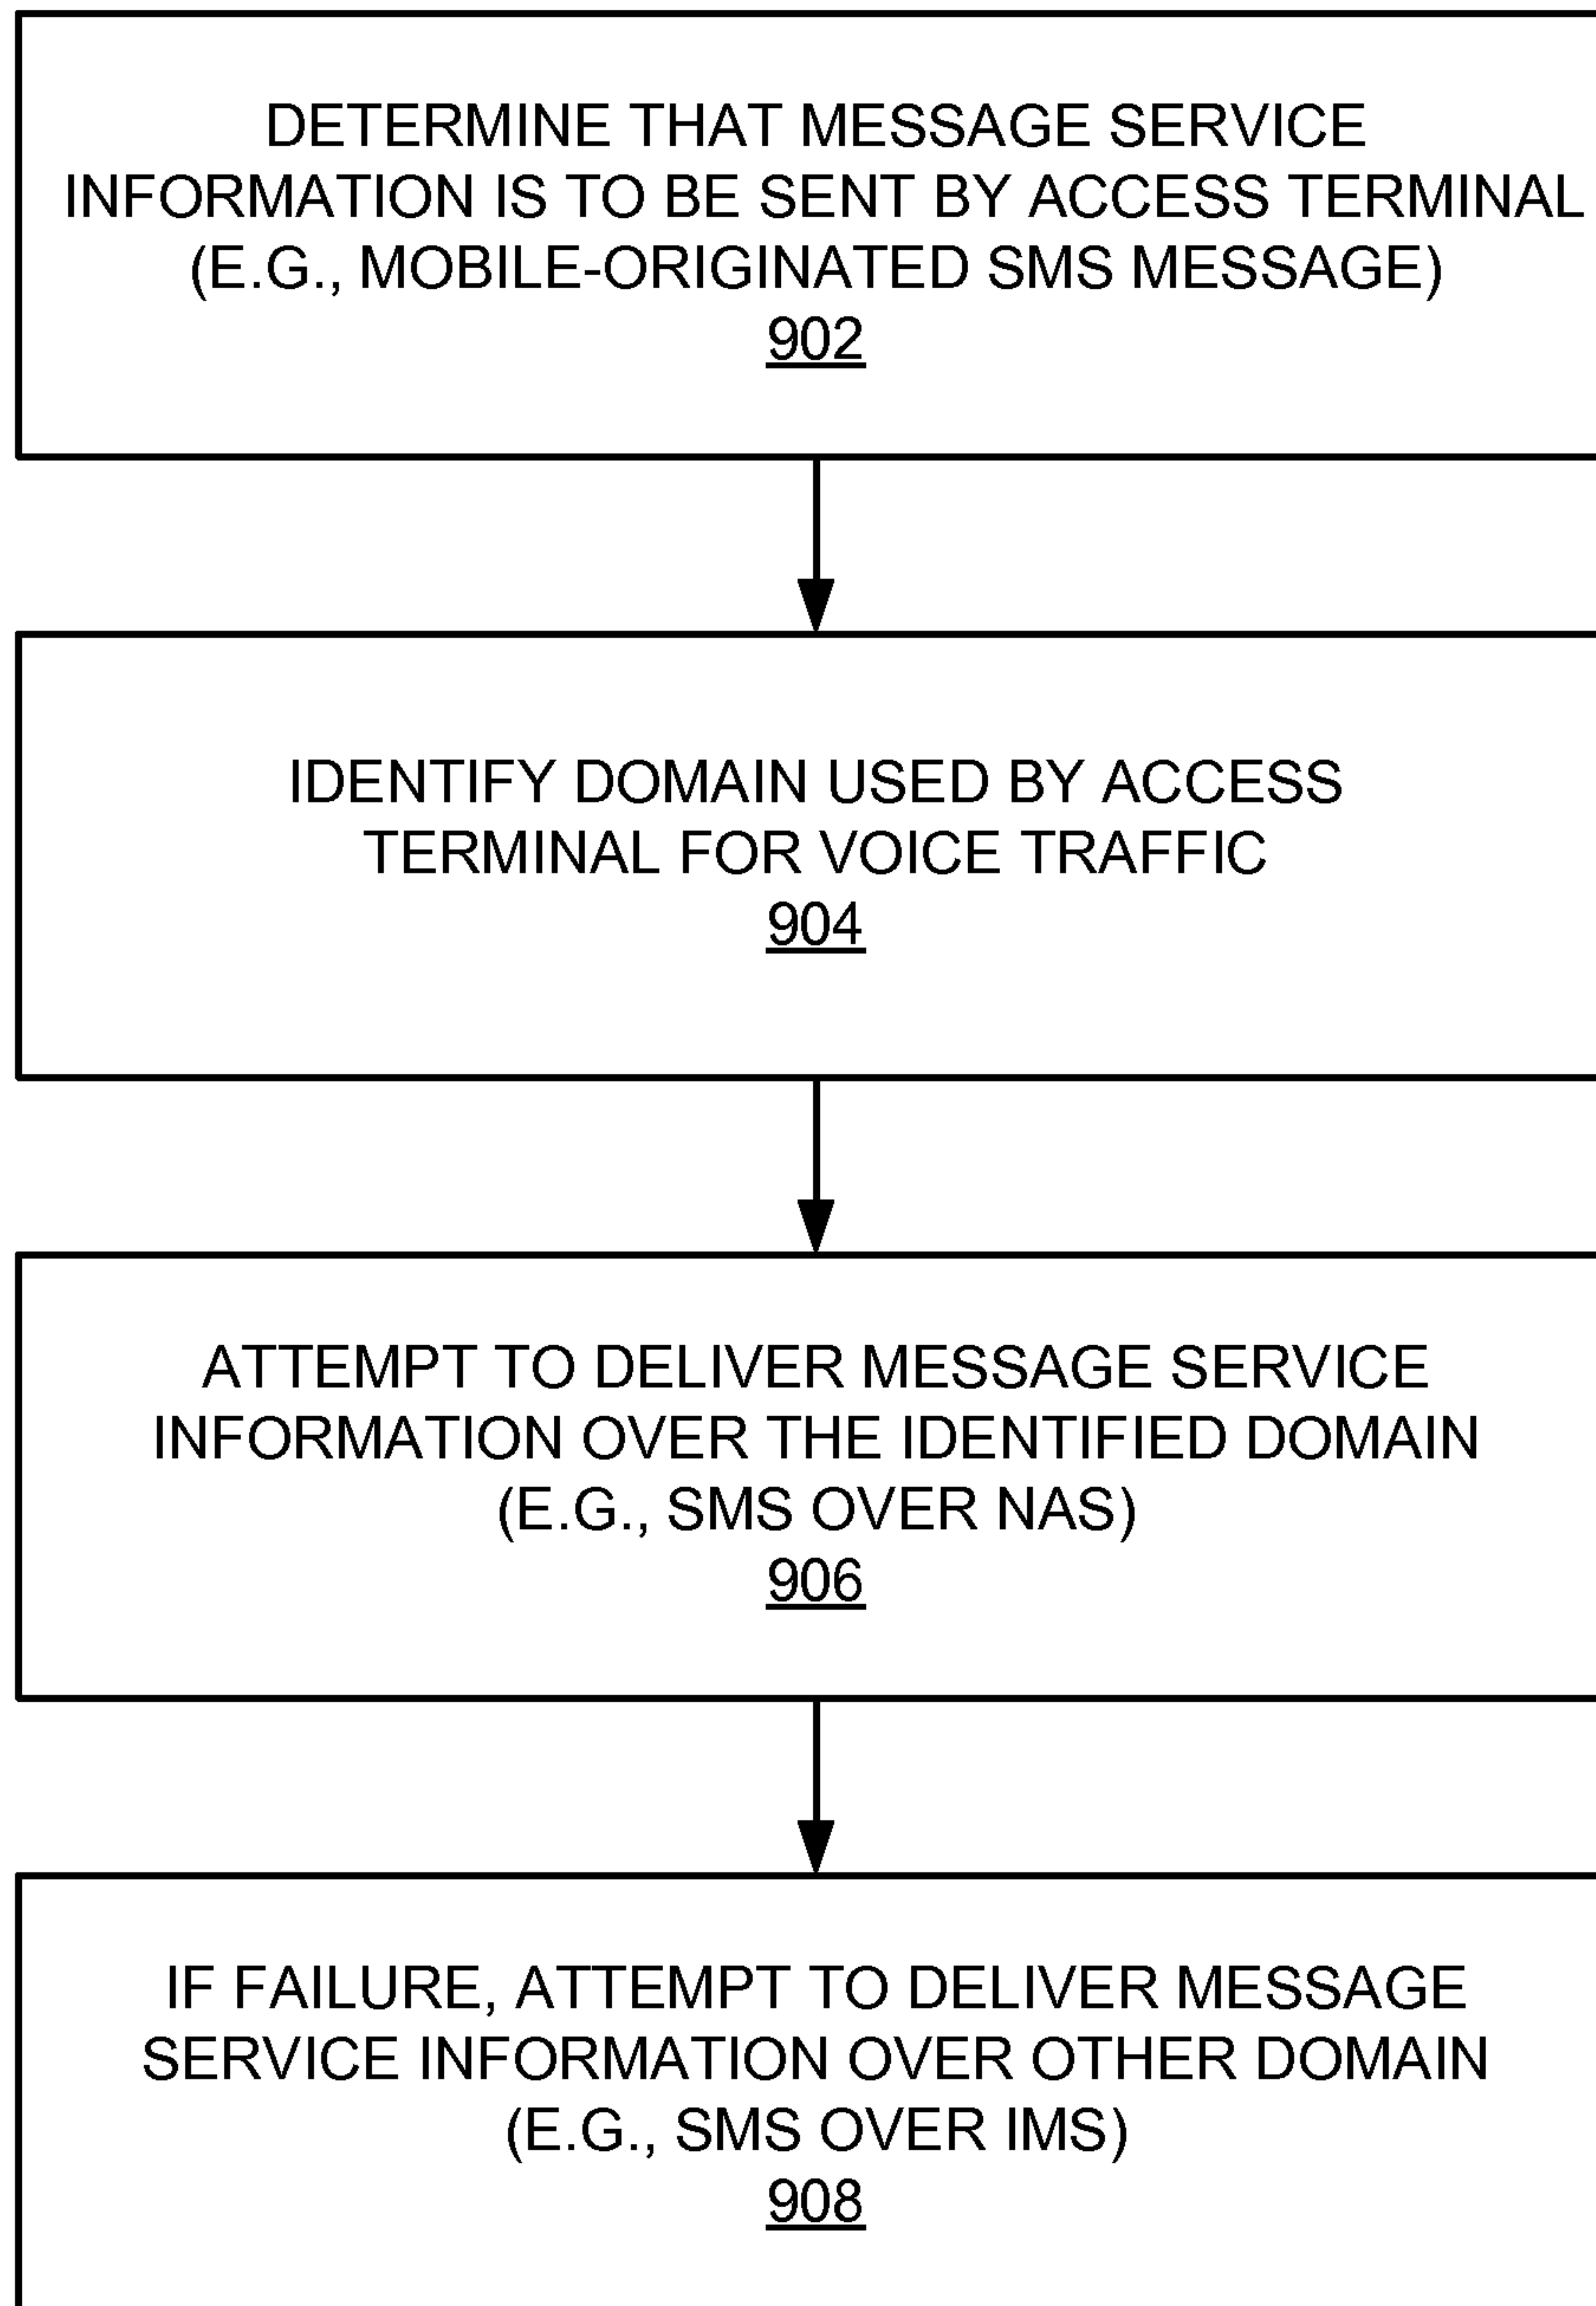 DETERMINE THAT MESSAGE SERVICE
INFORMATION IS TO BE SENT BY ACCESS TERMINAL
(E.G., MOBILE-ORIGINATED SMS MESSAGE)
902
IDENTIFY DOMAIN USED BY ACCESS
TERMINAL FOR VOICE TRAFFIC
904
ATTEMPT TO DELIVER MESSAGE SERVICE
INFORMATION OVER THE IDENTIFIED DOMAIN
(E.G., SMS OVER NAS)
906
IF FAILURE, ATTEMPT TO DELIVER MESSAGE
SERVICE INFORMATION OVER OTHER DOMAIN
(E.G., SMS OVER IMS)
908